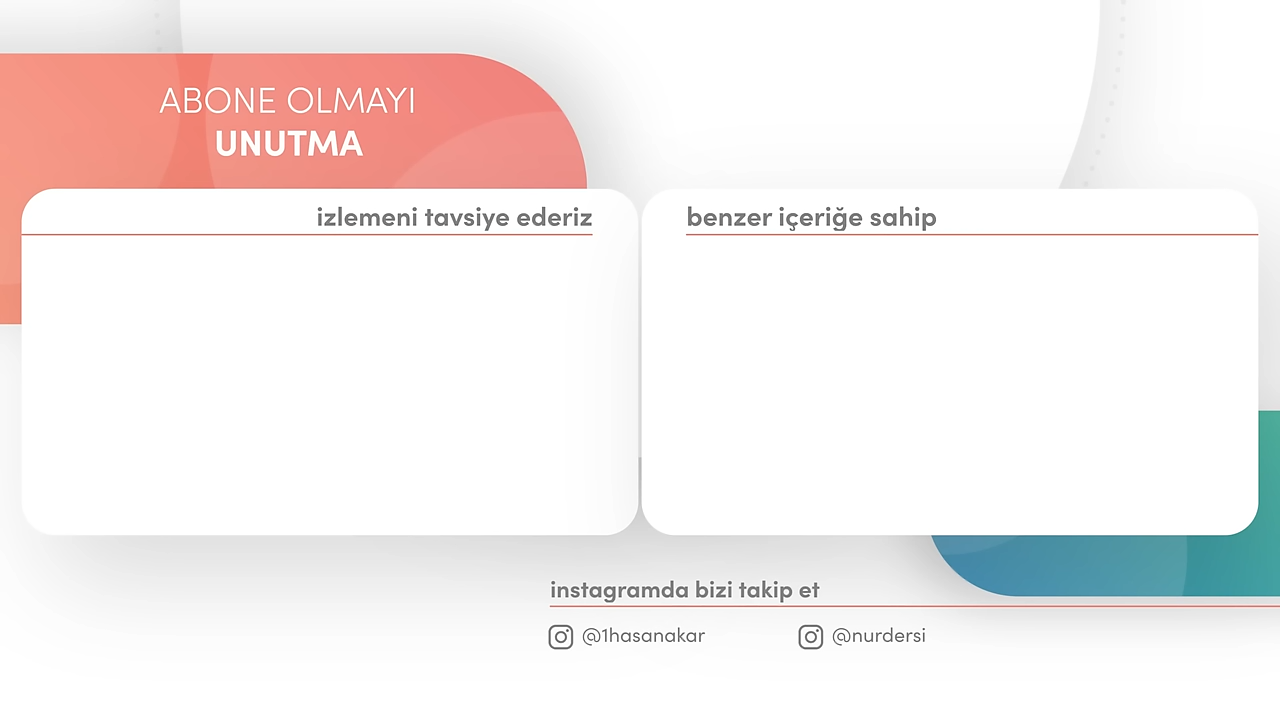 ABONE OLMAYI
UNUTMA
izlemeni tavsiye ederiz
benzer içeriğe sahip
instagramda bizi takip et
@1hasanakar
@nurdersi